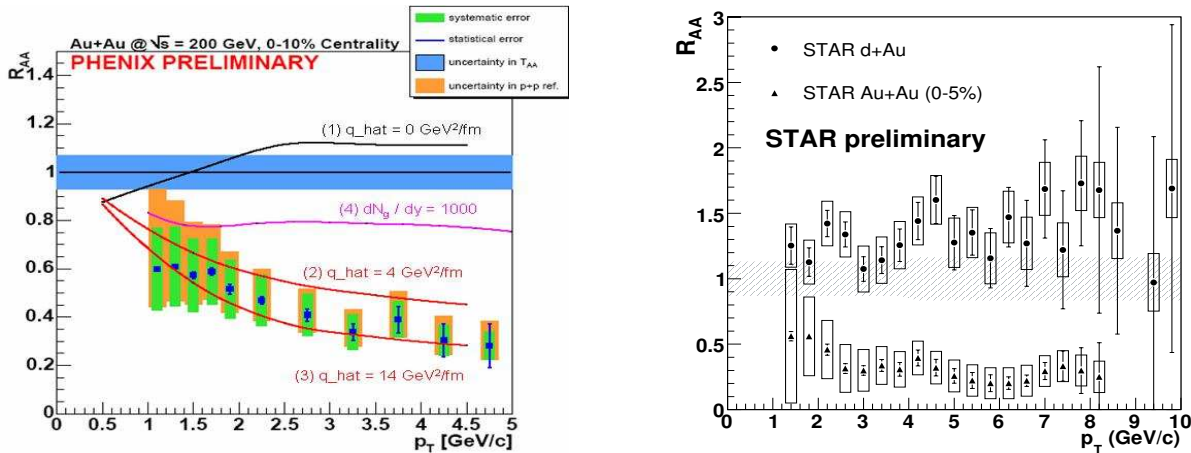 systematic error
statistical error
uncertainty in T_AA
uncertainty in p+p ref.
Au+Au @ √s = 200 GeV, 0-10% Centrality
PHENIX PRELIMINARY
R_AA
1.4
1.2
1
0.8
0.6
0.4
0.2
0
(1) q_hat = 0 GeV²/fm
(4) dN_g / dy = 1000
(2) q_hat = 4 GeV²/fm
(3) q_hat = 14 GeV²/fm
0 0.5 1 1.5 2 2.5 3 3.5 4 4.5 5
p_T [GeV/c]
R_AA
3
2.5
2
1.5
1
0.5
0
STAR d+Au
STAR Au+Au (0-5%)
STAR preliminary
0 1 2 3 4 5 6 7 8 9 10
p_T (GeV/c)